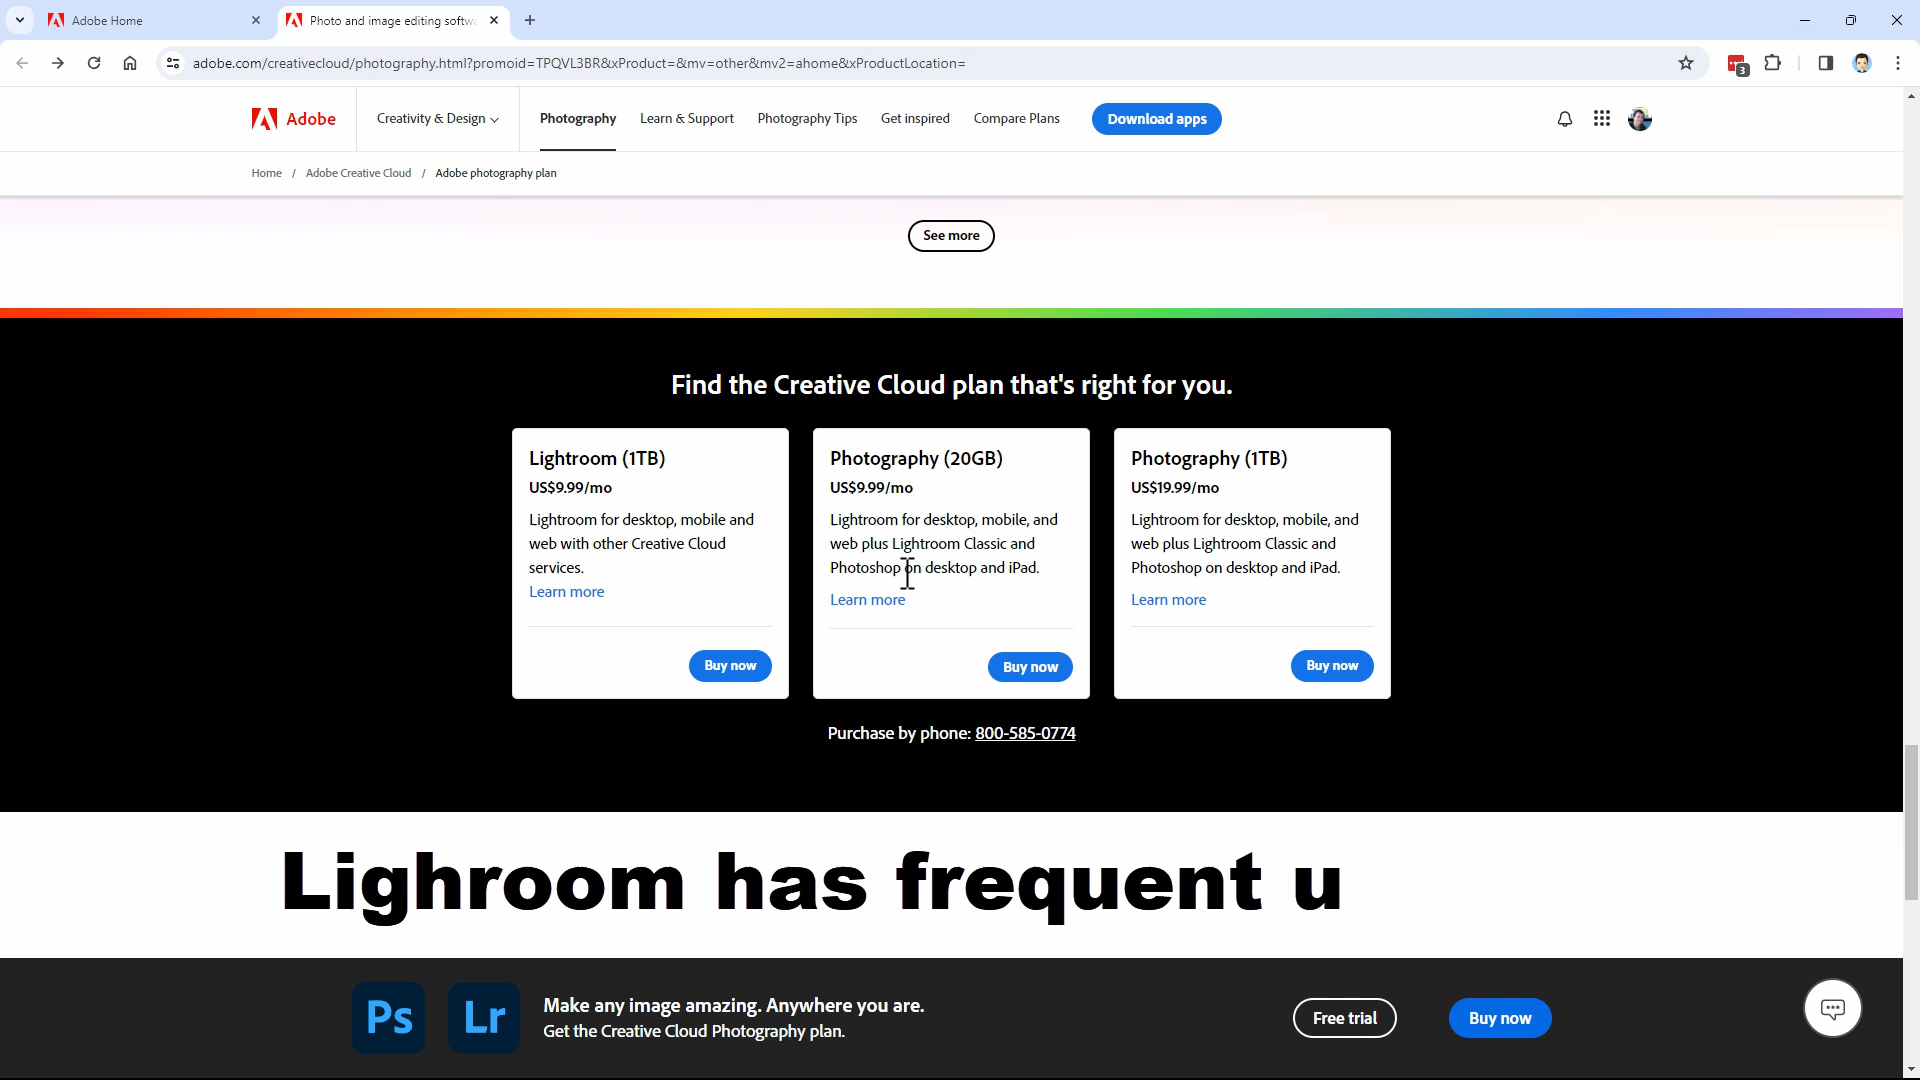 Adobe Home
Photo and image editing softwa
adobe.com/creativecloud/photography.html?promoid=TPQVL3BR&xProduct=&mv=other&mv2=ahome&xProductLocation=
3
Adobe
Creativity & Design
Photography
Learn & Support
Photography Tips
Get inspired
Compare Plans
Download apps
Home / Adobe Creative Cloud / Adobe photography plan
See more
Find the Creative Cloud plan that's right for you.
Lightroom (1TB)
US$9.99/mo
Lightroom for desktop, mobile and
web with other Creative Cloud
services.
Learn more
Buy now
Photography (20GB)
US$9.99/mo
Lightroom for desktop, mobile, and
web plus Lightroom Classic and
Photoshop on desktop and iPad.
Learn more
Buy now
Photography (1TB)
US$19.99/mo
Lightroom for desktop, mobile, and
web plus Lightroom Classic and
Photoshop on desktop and iPad.
Learn more
Buy now
Purchase by phone: 800-585-0774
Lighroom has frequent u
Ps
Lr
Make any image amazing. Anywhere you are.
Get the Creative Cloud Photography plan.
Free trial
Buy now